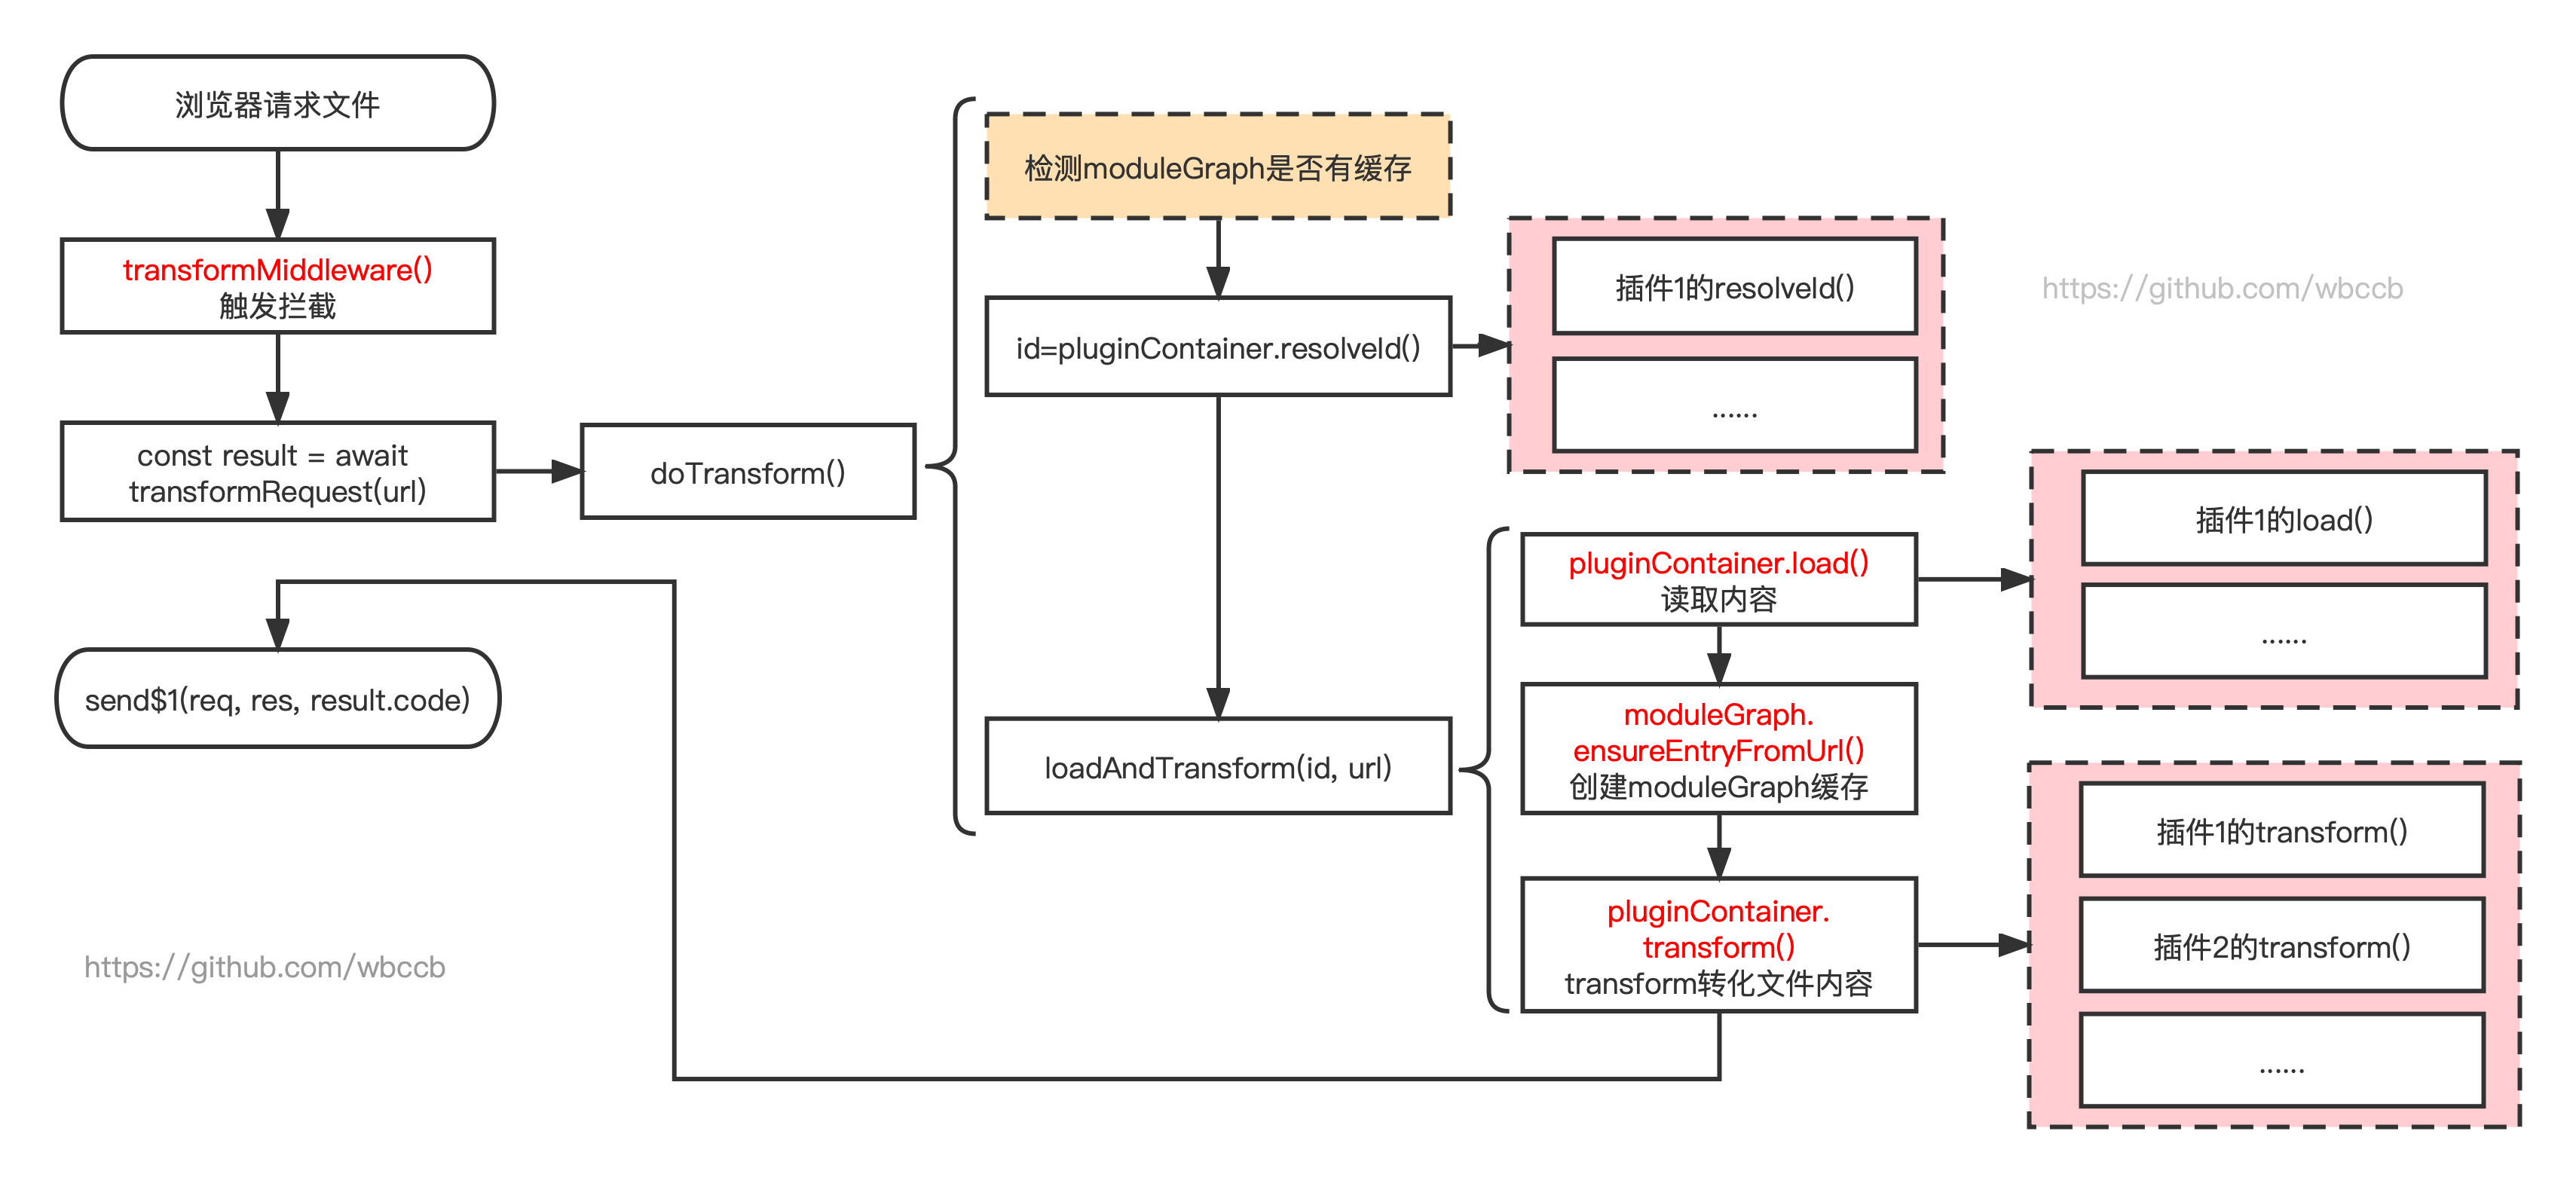 浏览器请求文件
transformMiddleware()
触发拦截
const result = await
transformRequest(url)
doTransform()
send$1(req, res, result.code)
https://github.com/wbccb
检测moduleGraph是否有缓存
id=pluginContainer.resolveId()
loadAndTransform(id, url)
插件1的resolveId()
......
https://github.com/wbccb
pluginContainer.load()
读取内容
moduleGraph.
ensureEntryFromUrl()
创建moduleGraph缓存
pluginContainer.
transform()
transform转化文件内容
插件1的load()
......
插件1的transform()
插件2的transform()
......